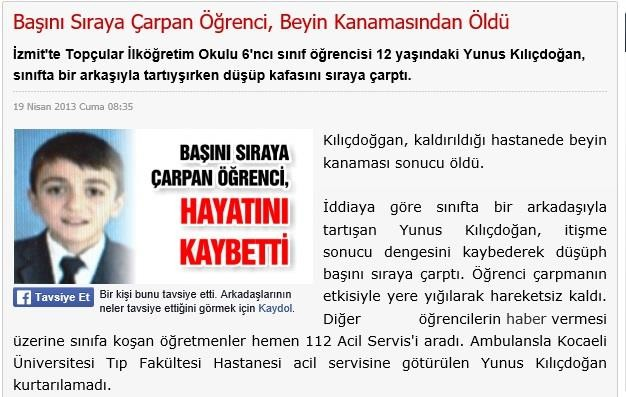 Başını Sıraya Çarpan Öğrenci, Beyin Kanamasından Öldü
İzmit'te Topçular İlköğretim Okulu 6'ncı sınıf öğrencisi 12 yaşındaki Yunus Kılıçdoğan,
sınıfta bir arkaşıyla tartıyşırken düşüp kafasını sıraya çarptı.
19 Nisan 2013 Cuma 08:35
BAŞINI SIRAYA
ÇARPAN ÖĞRENCİ,
HAYATINI
KAYBETTİ
Tavsiye Et
Bir kişi bunu tavsiye etti. Arkadaşlarının
neler tavsiye ettiğini görmek için Kaydol.
Kılıçdoğgan, kaldırıldığı hastanede beyin
kanaması sonucu öldü.
İddiaya göre sınıfta bir arkadaşıyla
tartışan Yunus Kılıçdoğan, itişme
sonucu dengesini kaybederek düşüph
başını sıraya çarptı. Öğrenci çarpmanın
etkisiyle yere yığılarak hareketsiz kaldı.
Diğer öğrencilerin haber vermesi
üzerine sınıfa koşan öğretmenler hemen 112 Acil Servis'i aradı. Ambulansla Kocaeli
Üniversitesi Tıp Fakültesi Hastanesi acil servisine götürülen Yunus Kılıçdoğan
kurtarılamadı.